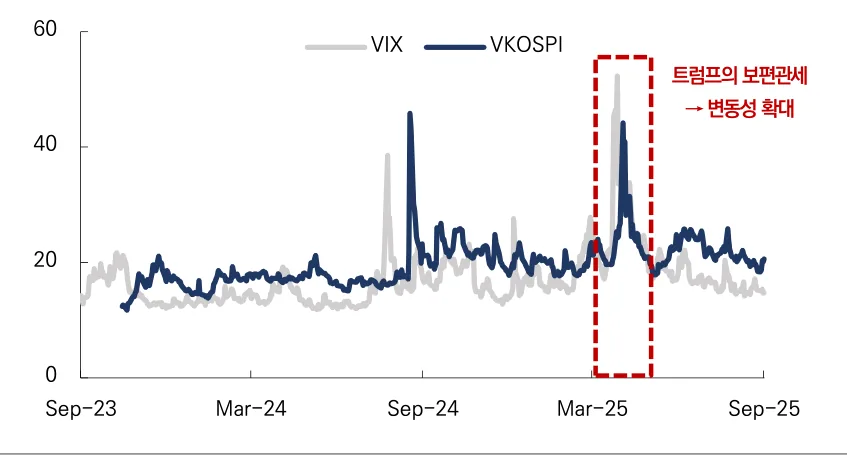 60
VIX
VKOSPI
트럼프의 보편관세
→ 변동성 확대
40
20
0
Sep-23
Mar-24
Sep-24
Mar-25
Sep-25